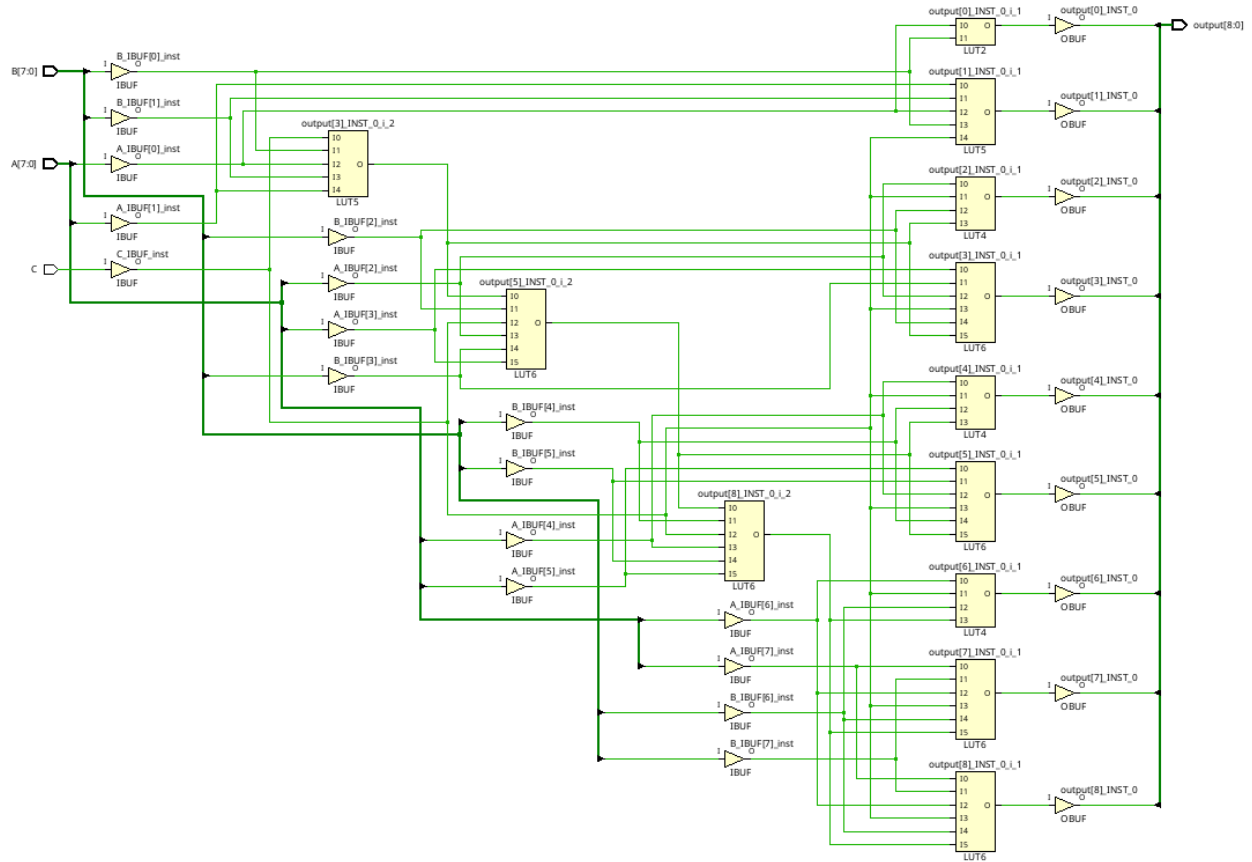 output[0]_INST_0_i_1
output[0]_INST_0
I0
I1
O
LUT2
I
O
OBUF
output[8:0]
B[7:0]
B_IBUF[0]_inst
I
O
IBUF
B_IBUF[1]_inst
I
O
IBUF
A[7:0]
A_IBUF[0]_inst
I
O
IBUF
A_IBUF[1]_inst
I
O
IBUF
C
C_IBUF_inst
I
O
IBUF
output[3]_INST_0_i_2
I0
I1
I2
I3
I4
O
LUT5
B_IBUF[2]_inst
I
O
IBUF
A_IBUF[2]_inst
I
O
IBUF
A_IBUF[3]_inst
I
O
IBUF
B_IBUF[3]_inst
I
O
IBUF
output[5]_INST_0_i_2
I0
I1
I2
I3
I4
I5
O
LUT6
B_IBUF[4]_inst
I
O
IBUF
B_IBUF[5]_inst
I
O
IBUF
A_IBUF[4]_inst
I
O
IBUF
A_IBUF[5]_inst
I
O
IBUF
output[8]_INST_0_i_2
I0
I1
I2
I3
I4
I5
O
LUT6
A_IBUF[6]_inst
I
O
IBUF
A_IBUF[7]_inst
I
O
IBUF
B_IBUF[6]_inst
I
O
IBUF
B_IBUF[7]_inst
I
O
IBUF
output[1]_INST_0_i_1
I0
I1
I2
I3
I4
O
LUT5
output[1]_INST_0
I
O
OBUF
output[2]_INST_0_i_1
I0
I1
I2
I3
O
LUT4
output[2]_INST_0
I
O
OBUF
output[3]_INST_0_i_1
I0
I1
I2
I3
I4
I5
O
LUT6
output[3]_INST_0
I
O
OBUF
output[4]_INST_0_i_1
I0
I1
I2
I3
O
LUT4
output[4]_INST_0
I
O
OBUF
output[5]_INST_0_i_1
I0
I1
I2
I3
I4
I5
O
LUT6
output[5]_INST_0
I
O
OBUF
output[6]_INST_0_i_1
I0
I1
I2
I3
O
LUT4
output[6]_INST_0
I
O
OBUF
output[7]_INST_0_i_1
I0
I1
I2
I3
I4
I5
O
LUT6
output[7]_INST_0
I
O
OBUF
output[8]_INST_0_i_1
I0
I1
I2
I3
I4
I5
O
LUT6
output[8]_INST_0
I
O
OBUF